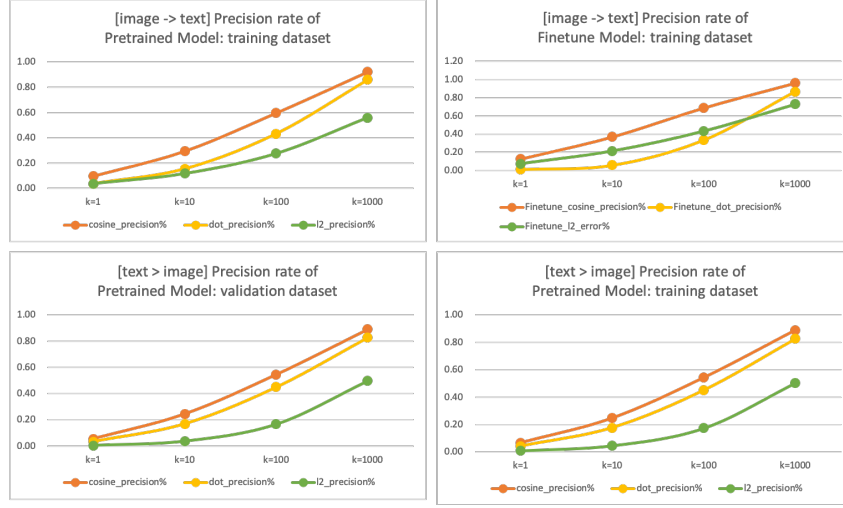 [image -> text] Precision rate of
Pretrained Model: training dataset
1.00
0.80
0.60
0.40
0.20
0.00
k=1 k=10 k=100 k=1000
cosine_precision% dot_precision% l2_precision%
[image -> text] Precision rate of
Finetune Model: training dataset
1.20
1.00
0.80
0.60
0.40
0.20
0.00
k=1 k=10 k=100 k=1000
Finetune_cosine_precision% Finetune_dot_precision%
Finetune_l2_error%
[text > image] Precision rate of
Pretrained Model: validation dataset
1.00
0.80
0.60
0.40
0.20
0.00
k=1 k=10 k=100 k=1000
cosine_precision% dot_precision% l2_precision%
[text > image] Precision rate of
Pretrained Model: training dataset
1.00
0.80
0.60
0.40
0.20
0.00
k=1 k=10 k=100 k=1000
cosine_precision% dot_precision% l2_precision%